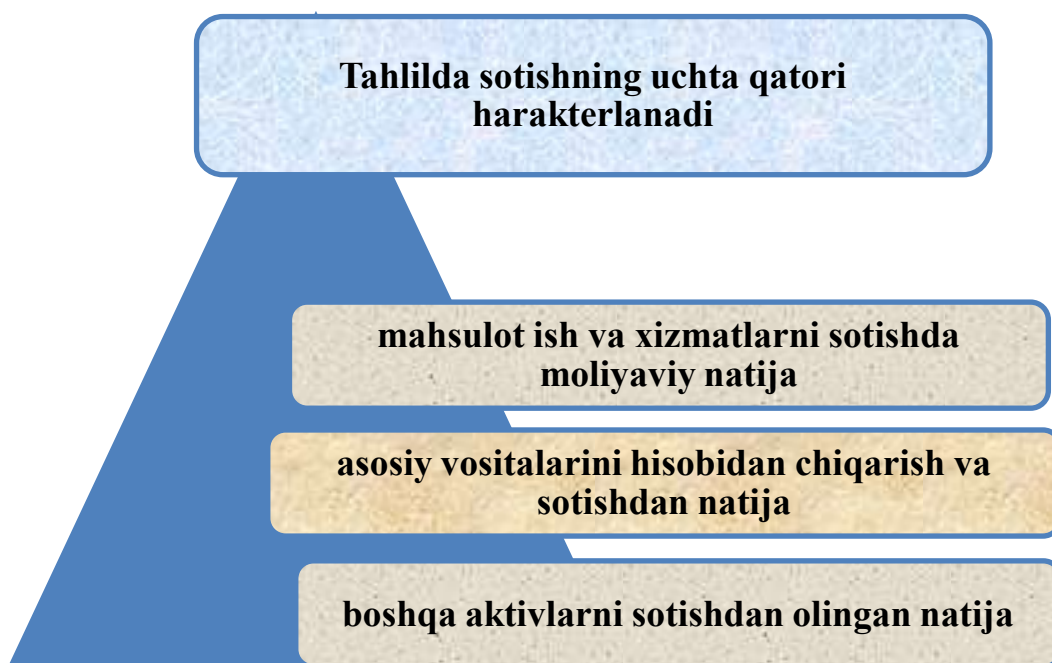 Tahlilda sotishning uchta qatori
harakterlanadi
mahsulot ish va xizmatlarni sotishda
moliyaviy natija
asosiy vositalarini hisobidan chiqarish va
sotishdan natija
boshqa aktivlarni sotishdan olingan natija